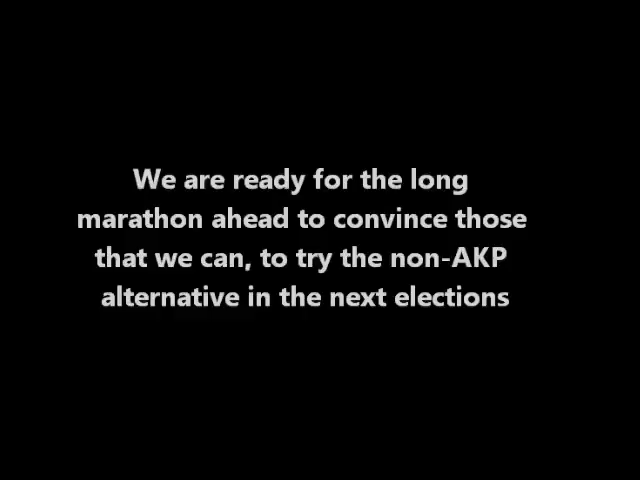 We are ready for the long
marathon ahead to convince those
that we can, to try the non-AKP
alternative in the next elections